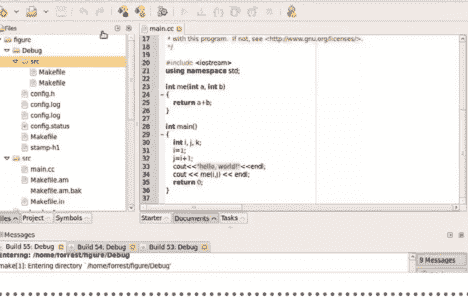 Files
main.cc
figure
Debug
src
Makefile
Makefile
config.h
config.log
config.log
config.status
Makefile
stamp-h1
src
main.cc
Makefile.am
Makefile.am.bak
Makefile.in
17 * with this program. If not, see <http://www.gnu.org/licenses/>.
18 */
19
20 #include <iostream>
21 using namespace std;
22
23 int me(int a, int b)
24 {
25 return a+b;
26 }
27
28 int main()
29 {
30 int i, j, k;
31 i=1;
32 j=i+1;
33 cout<<"hello, world!"<<endl;
34 cout << me(i,j) << endl;
35 return 0;
36 }
37
Files Project Symbols
Starter Documents Tasks
Messages
Build 55: Debug Build 54: Debug Build 53: Debug
Entering: /home/forrest/figure/Debug
make[1]: Entering directory `/home/forrest/figure/Debug'
9 Messages